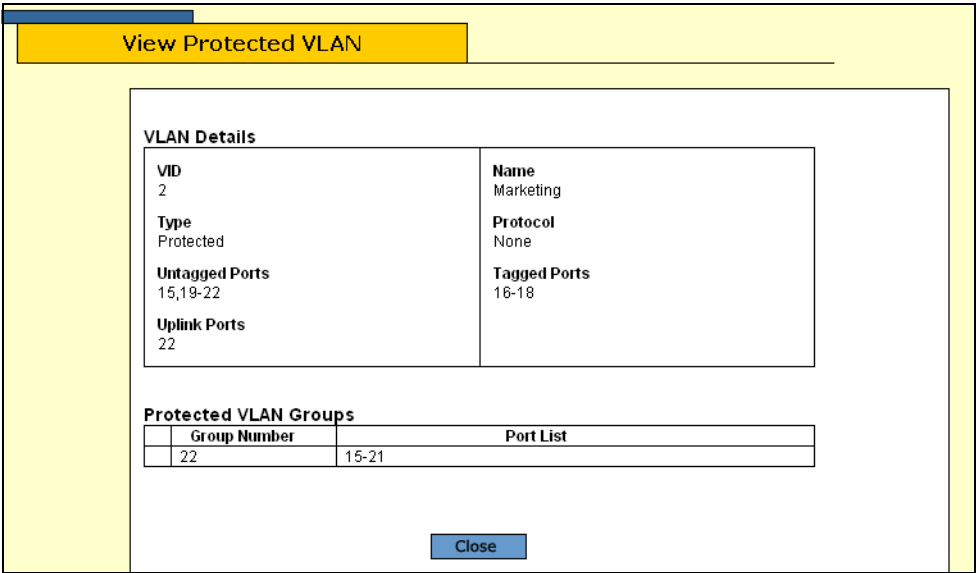 View Protected VLAN
VLAN Details
VID
2
Name
Marketing
Type
Protected
Protocol
None
Untagged Ports
15,19-22
Tagged Ports
16-18
Uplink Ports
22
Protected VLAN Groups
Group Number Port List
22 15-21
Close